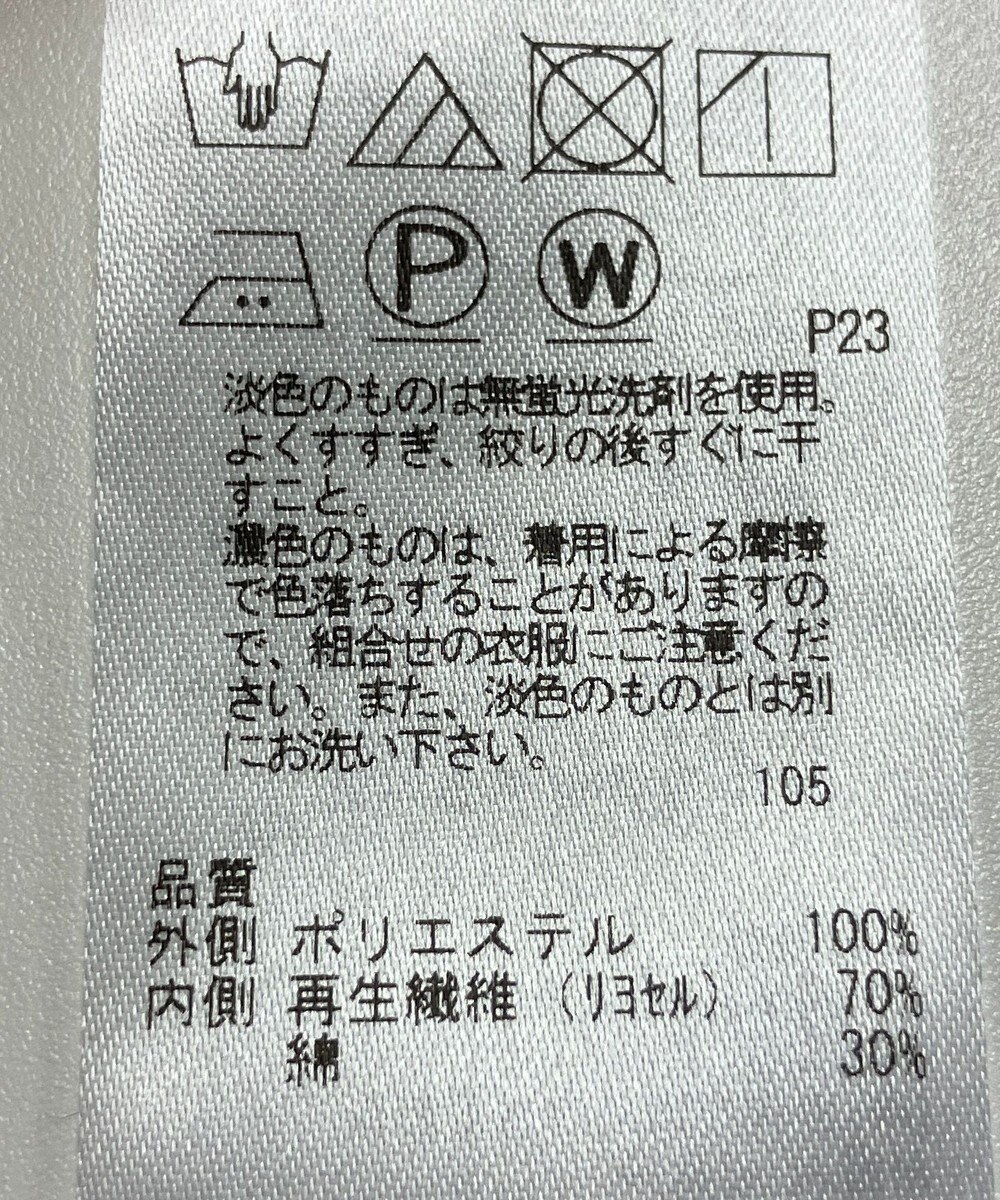 P
W
P23
淡色のものは無蛍光洗剤を使用。
よくすすぎ、絞りの後すぐに干
すこと。
濃色のものは、着用による摩擦
で色落ちすることがありますの
で、組合せの衣服にご注意くだ
さい。また、淡色のものとは別
にお洗い下さい。
105
品質
外側 ポリエステル 100%
内側 再生繊維（リヨセル） 70%
綿 30%